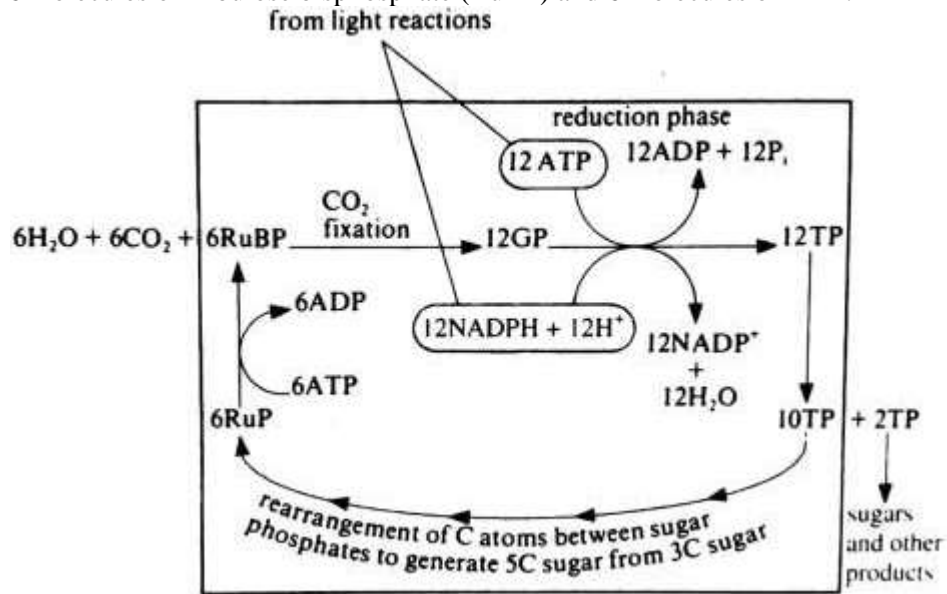 from light reactions
reduction phase
12 ATP
12ADP + 12Pᵢ
CO₂
fixation
6H₂O + 6CO₂ + 6RuBP
12GP
12TP
6ADP
12NADPH + 12H⁺
12NADP⁺
+
12H₂O
6ATP
6RuP
10TP + 2TP
rearrangement of C atoms between sugar
phosphates to generate 5C sugar from 3C sugar
sugars
and other
products